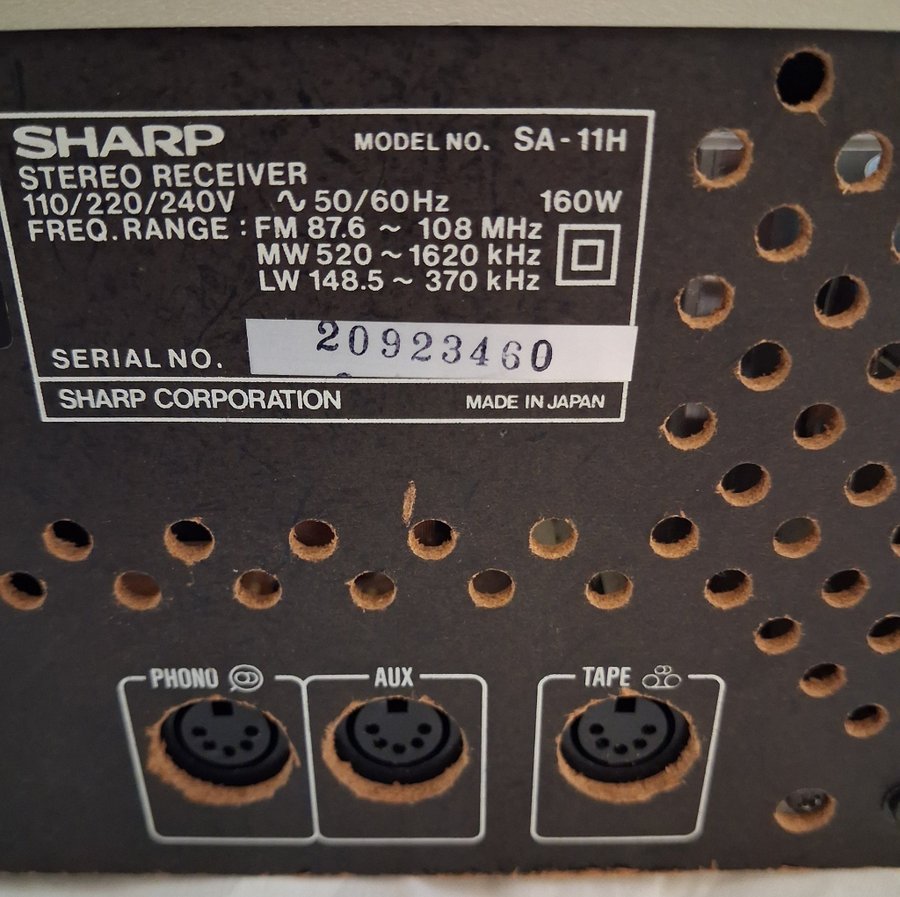 SHARP MODEL NO. SA-11H
STEREO RECEIVER
110/220/240V ∿ 50/60Hz 160W
FREQ. RANGE : FM 87.6 ~ 108 MHz
MW 520 ~ 1620 kHz
LW 148.5 ~ 370 kHz
SERIAL NO. 20923460
SHARP CORPORATION MADE IN JAPAN
PHONO AUX TAPE